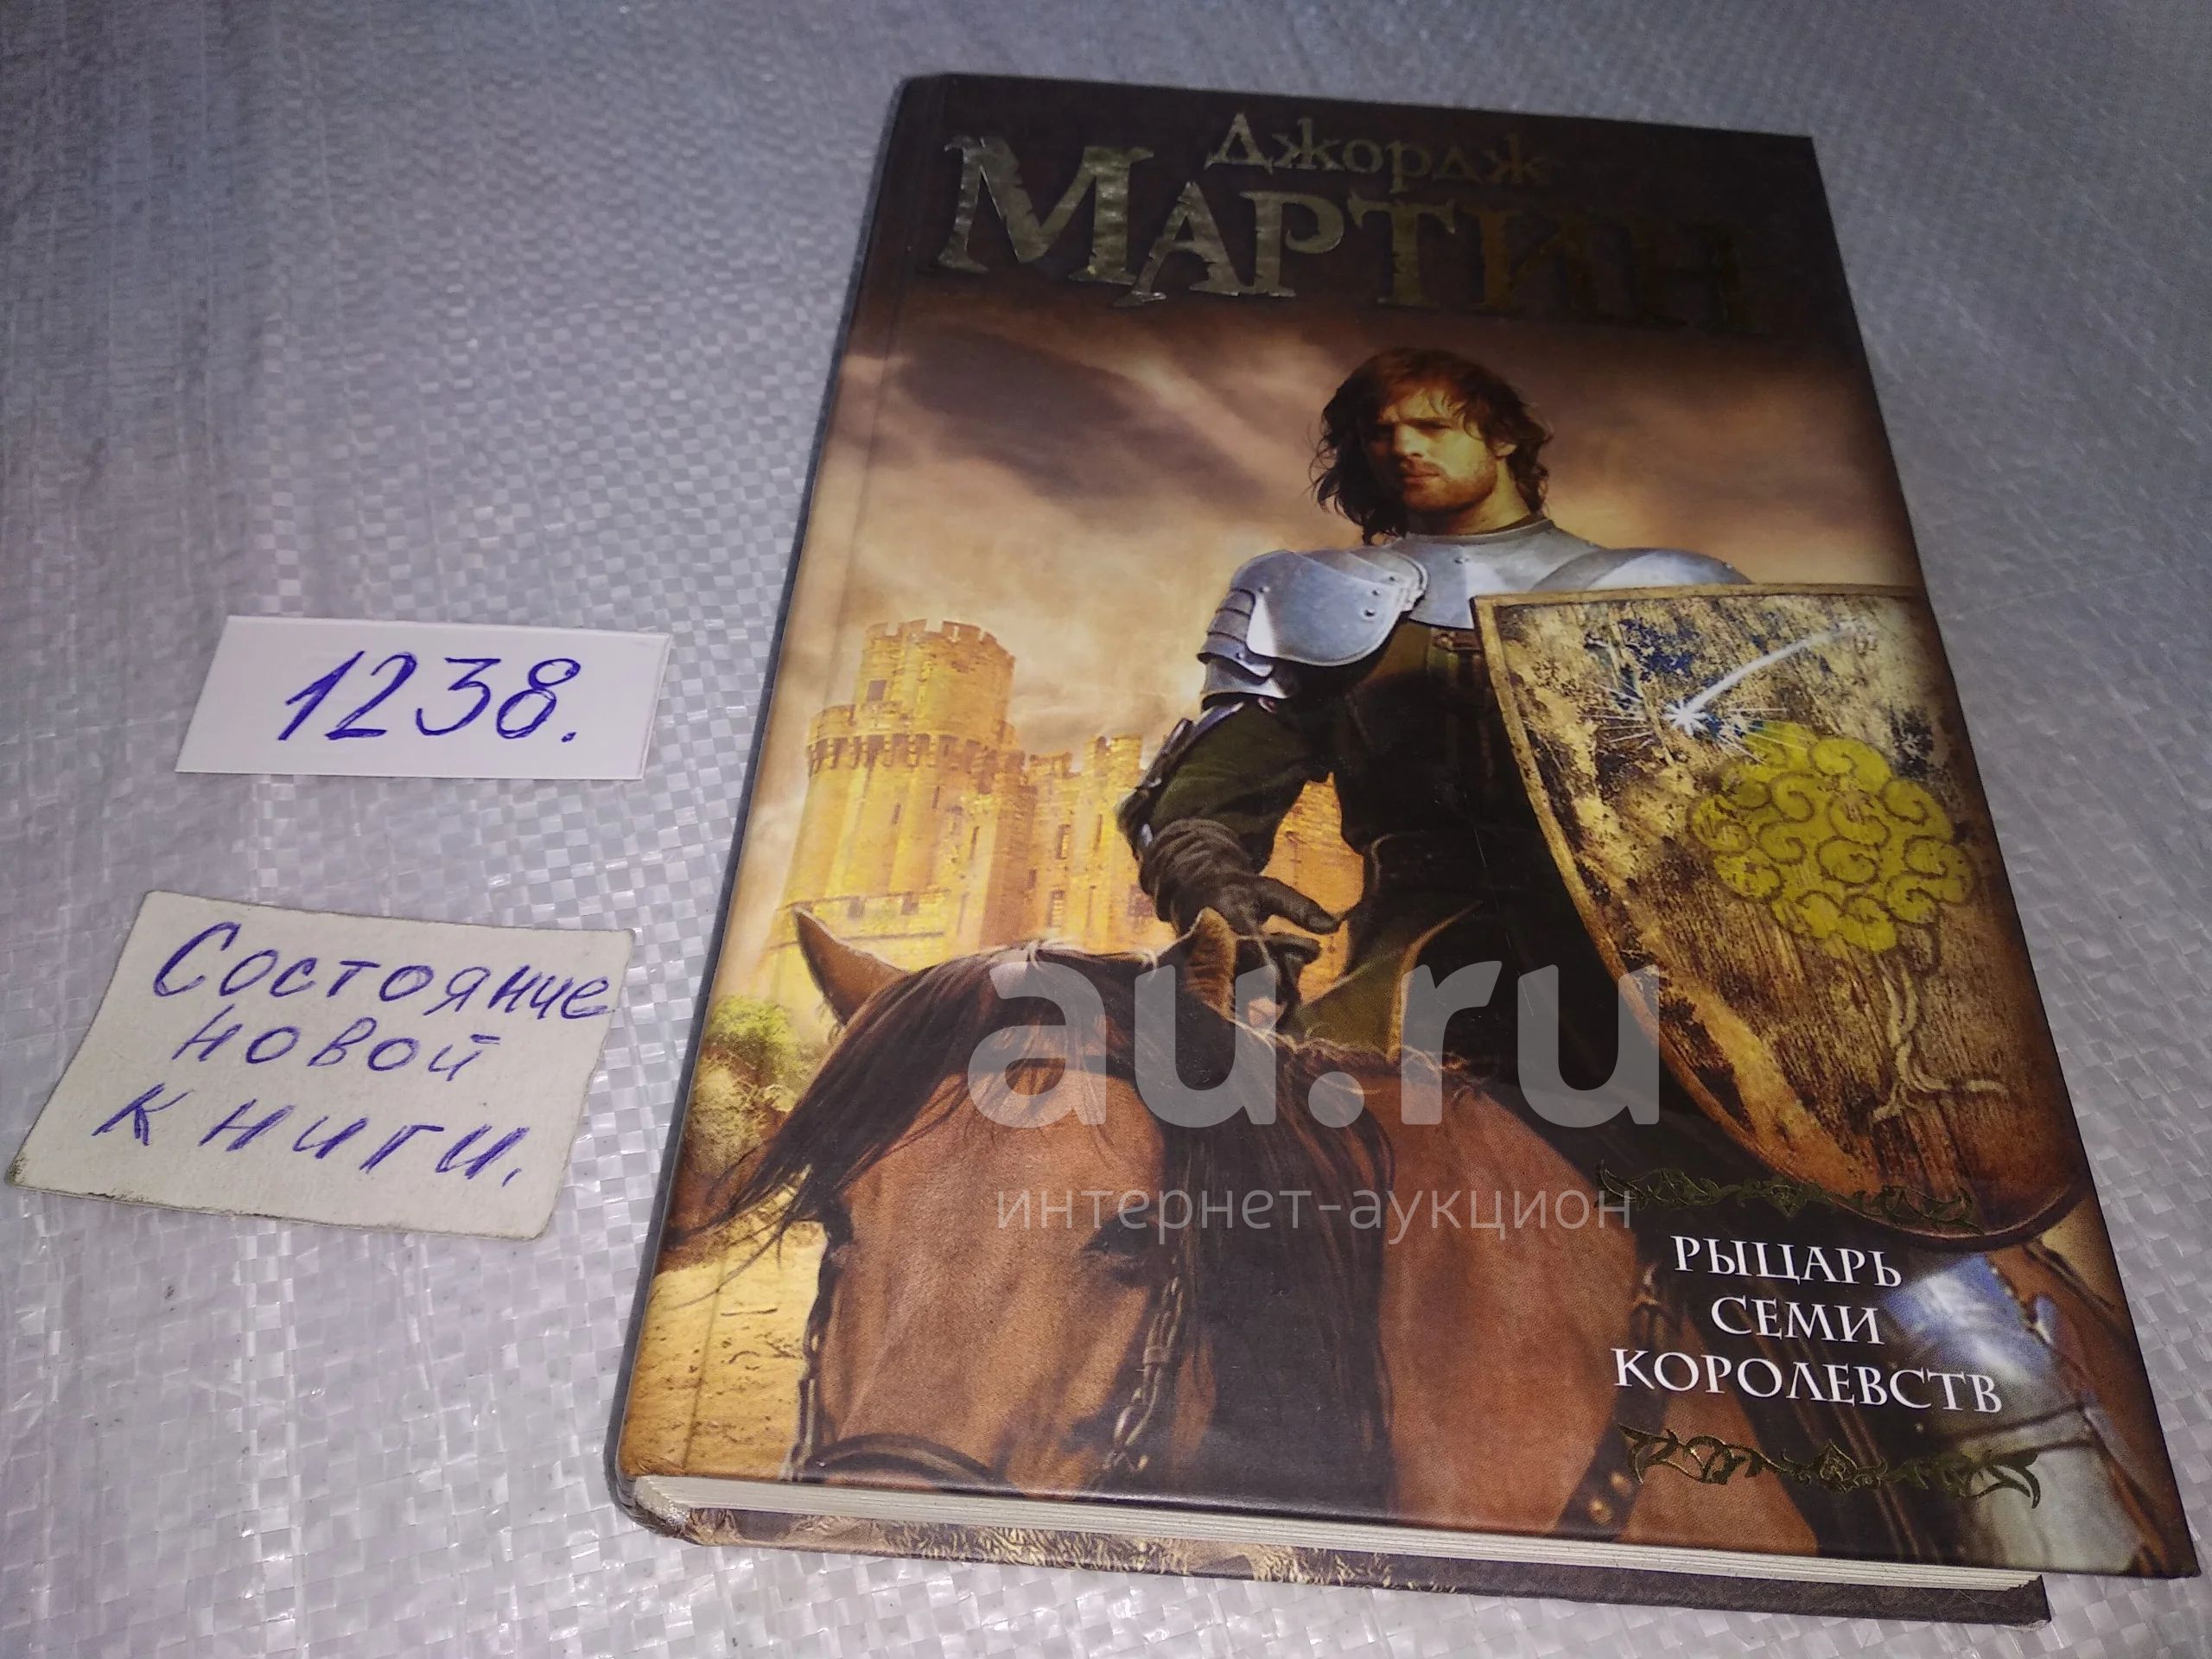 Джордж
МАРТИН
1238.
Состояние
новой
книги.
au.ru
интернет-аукцион
РЫЦАРЬ
СЕМИ
КОРОЛЕВСТВ